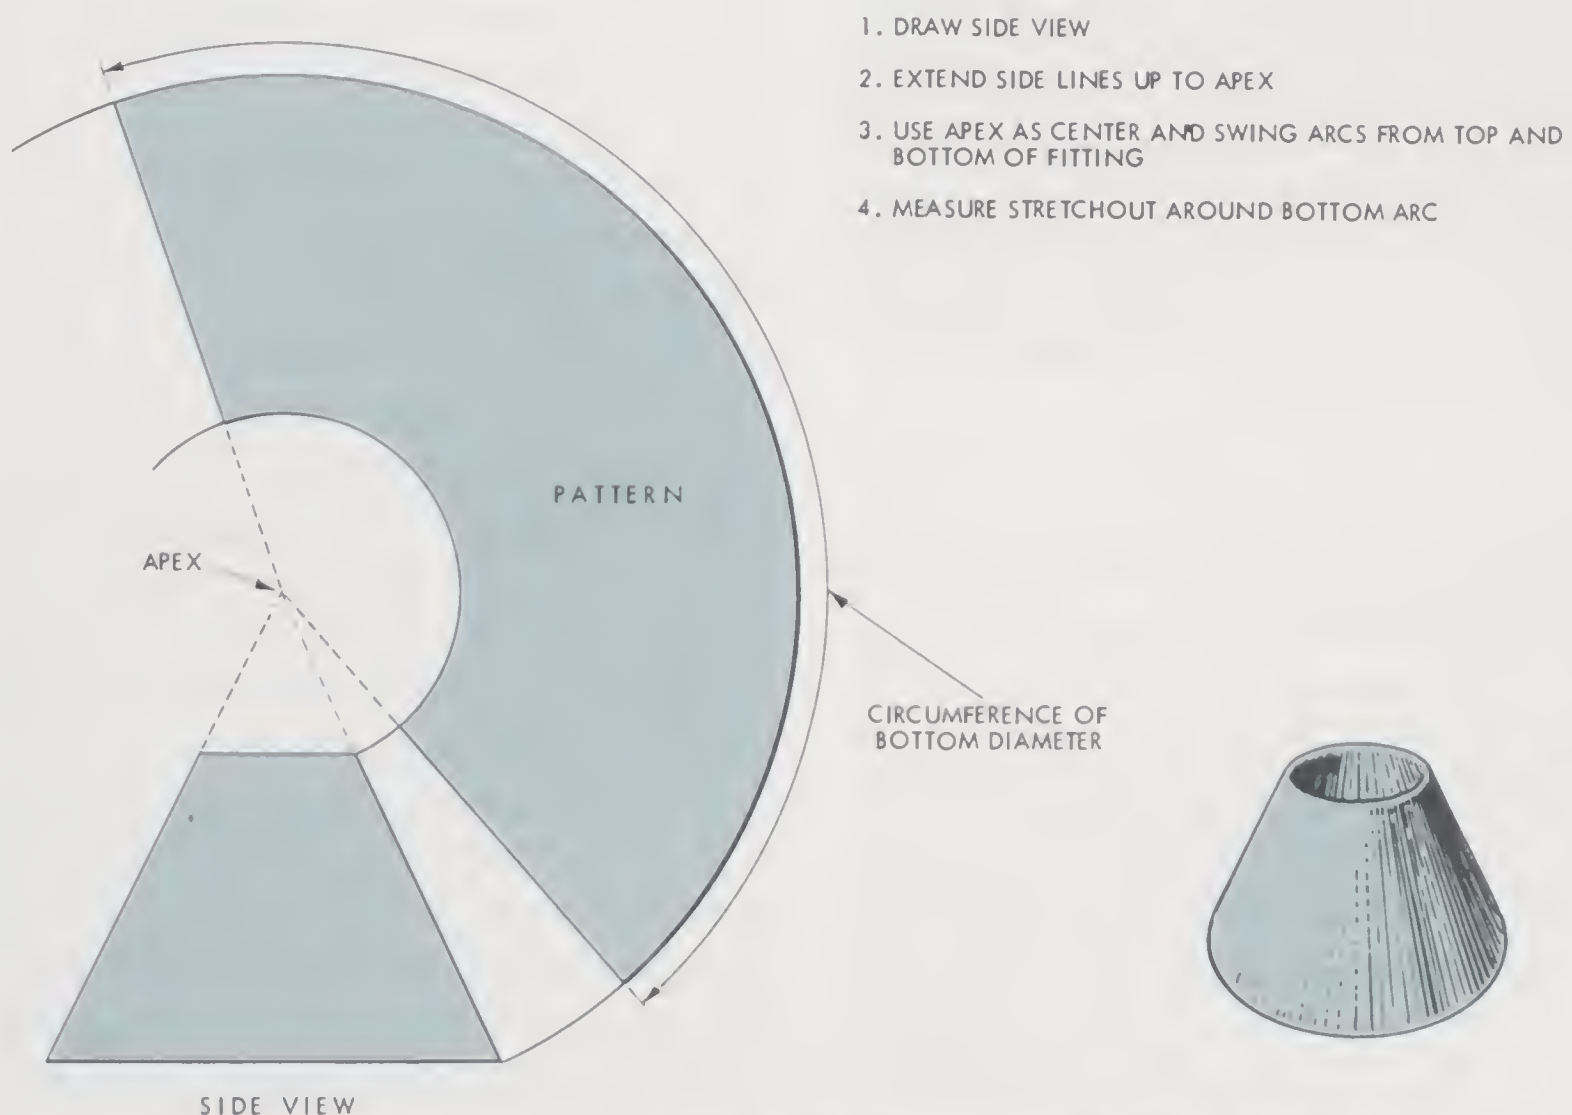 1. DRAW SIDE VIEW
2. EXTEND SIDE LINES UP TO APEX
3. USE APEX AS CENTER AND SWING ARCS FROM TOP AND
BOTTOM OF FITTING
4. MEASURE STRETCHOUT AROUND BOTTOM ARC
PATTERN
APEX
CIRCUMFERENCE OF
BOTTOM DIAMETER
SIDE VIEW